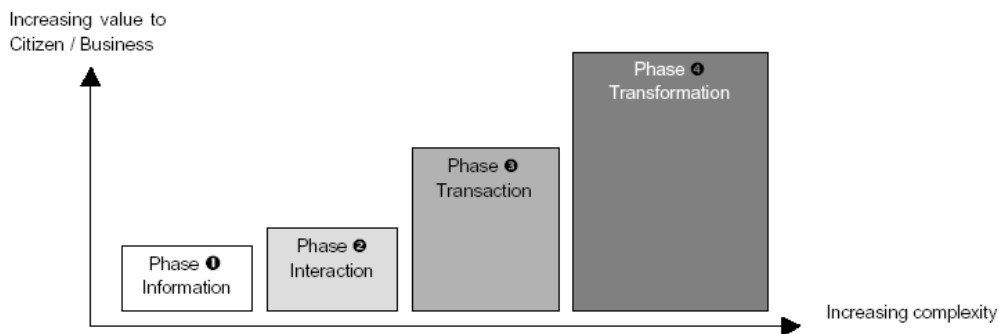 Increasing value to
Citizen / Business
Phase ❹
Transformation
Phase ❸
Transaction
Phase ❷
Interaction
Phase ❶
Information
Increasing complexity